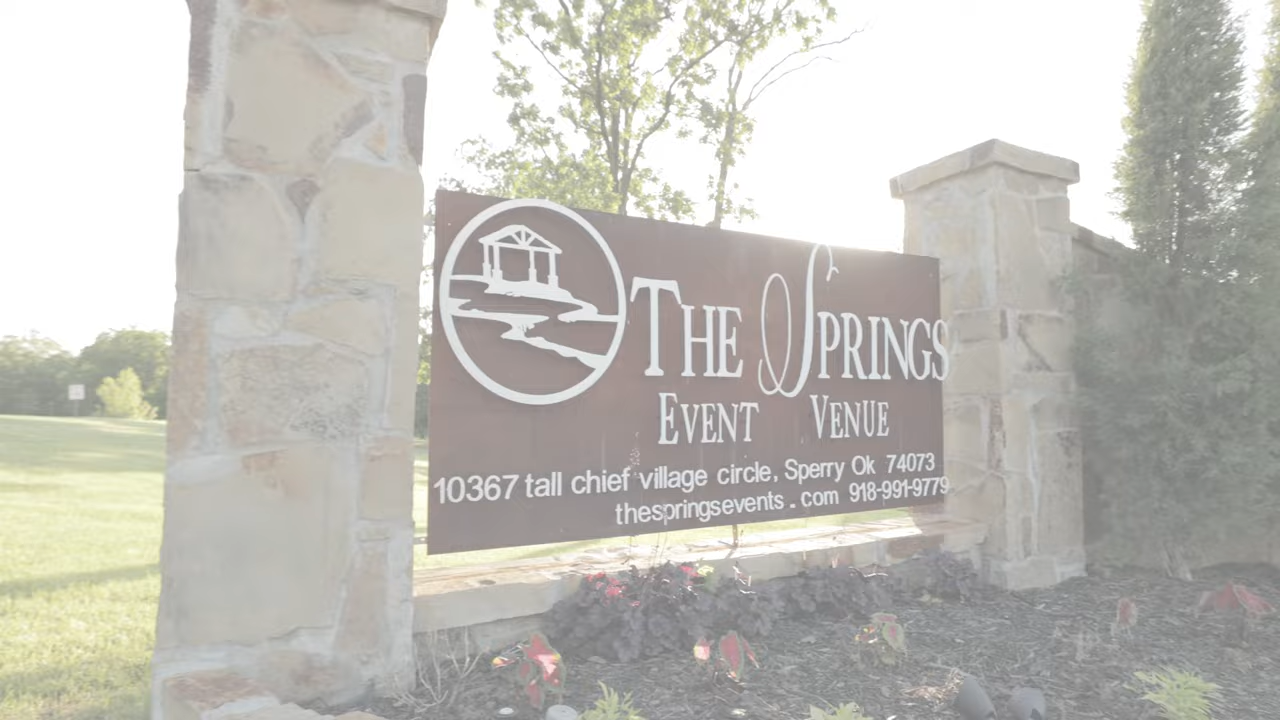 The Springs
Event Venue
10367 tall chief village circle, Sperry Ok 74073
thespringsevents.com 918-991-9779